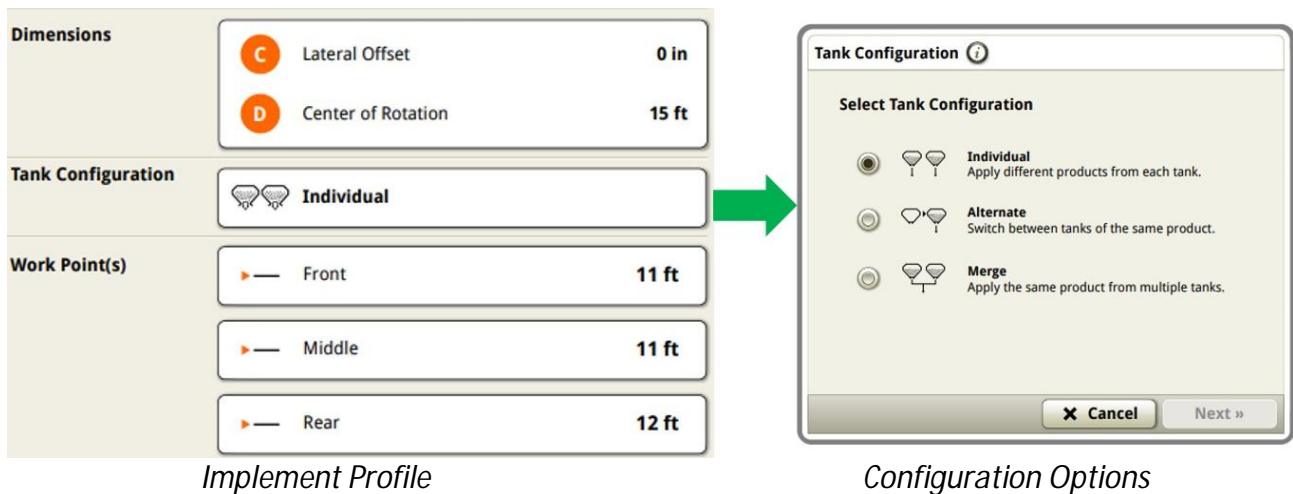 Dimensions
C Lateral Offset 0 in
D Center of Rotation 15 ft
Tank Configuration
Individual
Work Point(s)
Front 11 ft
Middle 11 ft
Rear 12 ft
Implement Profile
Tank Configuration i
Select Tank Configuration
Individual
Apply different products from each tank.
Alternate
Switch between tanks of the same product.
Merge
Apply the same product from multiple tanks.
Cancel Next »
Configuration Options